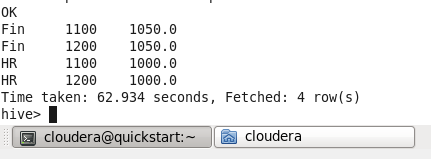 OK
Fin     1100    1050.0
Fin     1200    1050.0
HR      1100    1000.0
HR      1200    1000.0
Time taken: 62.934 seconds, Fetched: 4 row(s)
hive>
cloudera@quickstart:~ cloudera